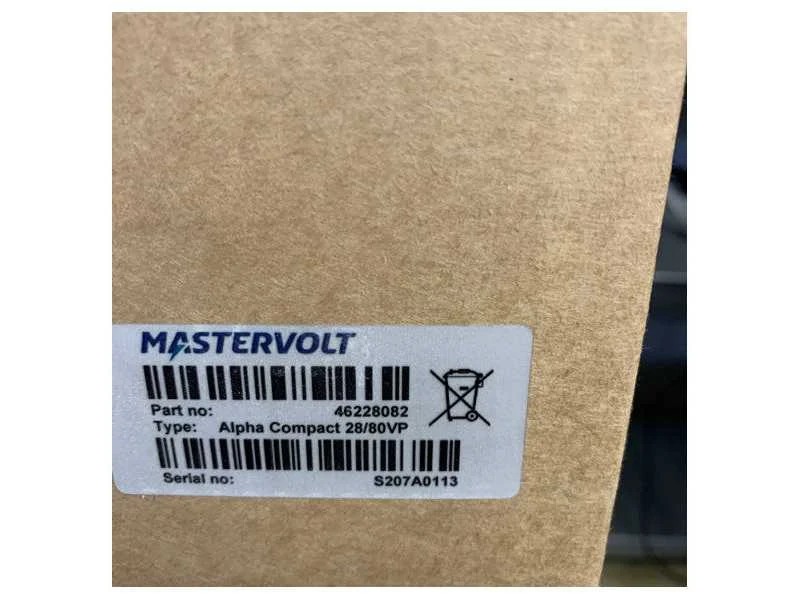 MASTERVOLT
Part no: 46228082
Type: Alpha Compact 28/80VP
Serial no: S207A0113